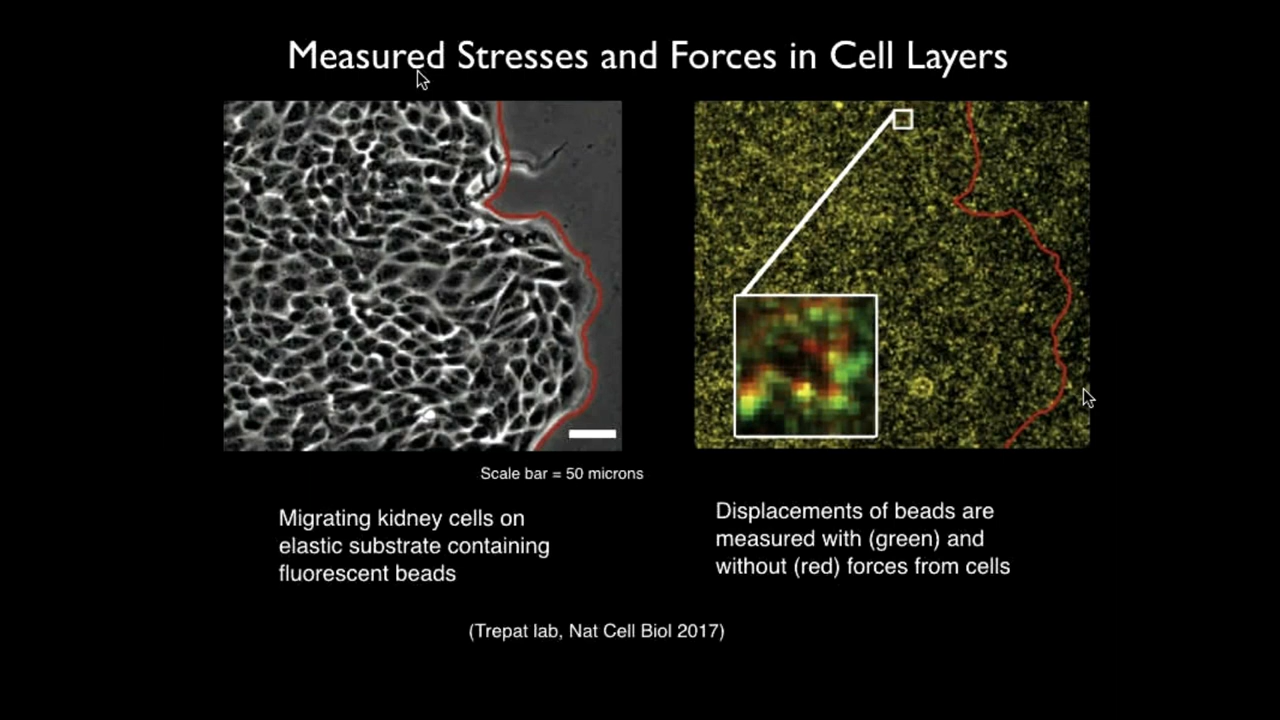 Measured Stresses and Forces in Cell Layers
Scale bar = 50 microns
Migrating kidney cells on
elastic substrate containing
fluorescent beads
Displacements of beads are
measured with (green) and
without (red) forces from cells
(Trepat lab, Nat Cell Biol 2017)